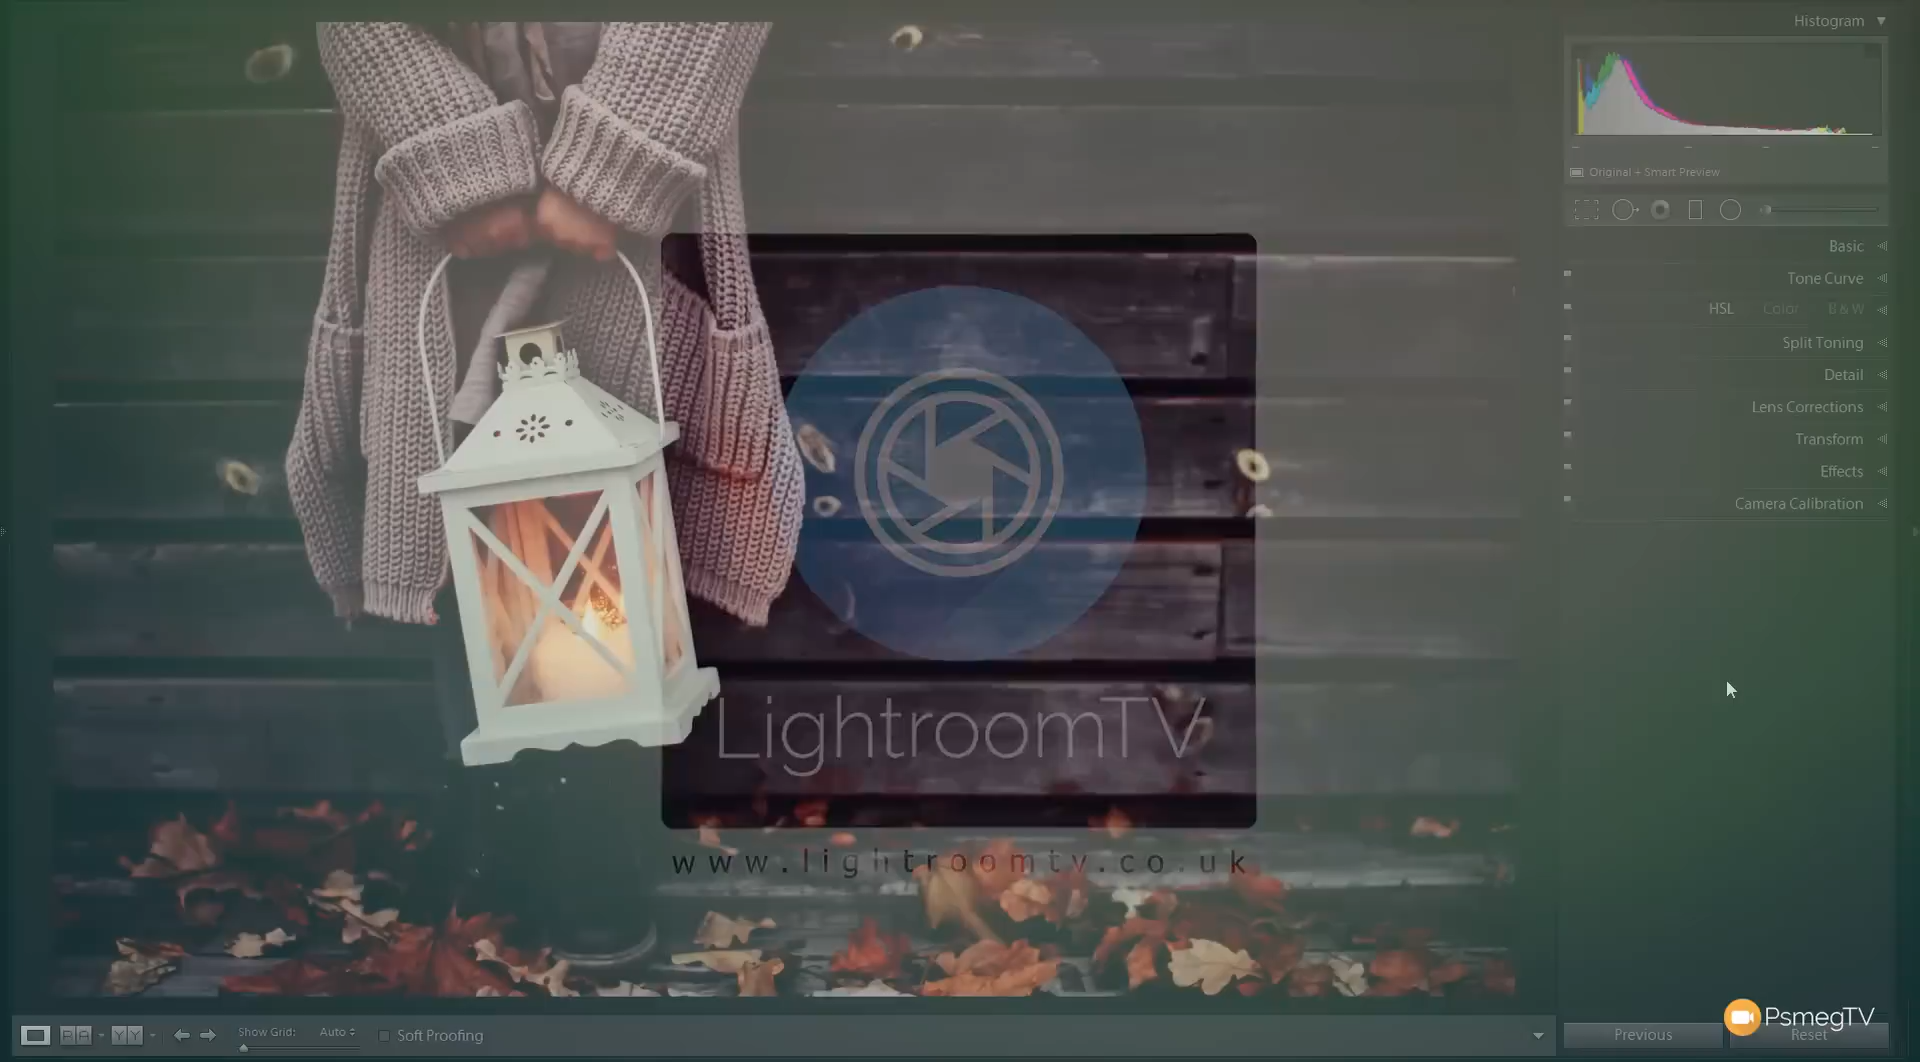 Histogram
Original + Smart Preview
Basic
Tone Curve
HSL Color B & W
Split Toning
Detail
Lens Corrections
Transform
Effects
Camera Calibration
LightroomTV
www.lightroomtv.co.uk
Show Grid: Auto
Soft Proofing
PsmegTV
Previous
Reset